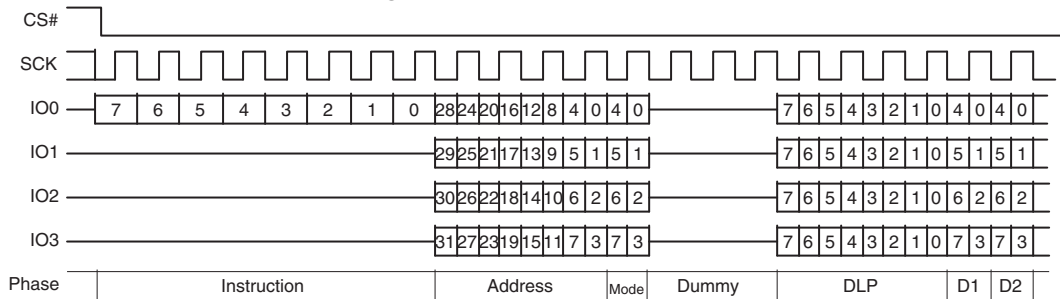 CS#
SCK
IO0 7 6 5 4 3 2 1 0 28 24 20 16 12 8 4 0 4 0 7 6 5 4 3 2 1 0 4 0 4 0
IO1 29 25 21 17 13 9 5 1 5 1 7 6 5 4 3 2 1 0 5 1 5 1
IO2 30 26 22 18 14 10 6 2 6 2 7 6 5 4 3 2 1 0 6 2 6 2
IO3 31 27 23 19 15 11 7 3 7 3 7 6 5 4 3 2 1 0 7 3 7 3
Phase Instruction Address Mode Dummy DLP D1 D2